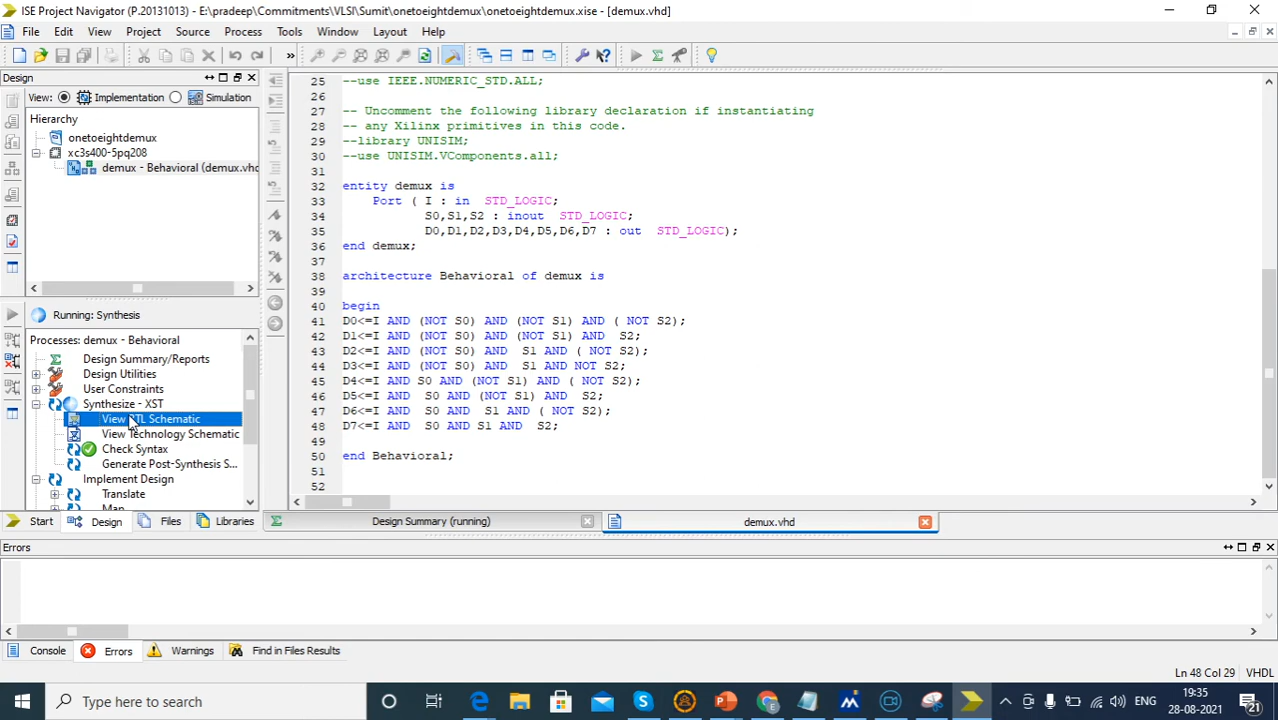 ISE Project Navigator (P.20131013) - E:\pradeep\Commitments\VLSI\Sumit\onetoeightdemux\onetoeightdemux.xise - [demux.vhd]
File Edit View Project Source Process Tools Window Layout Help
Design
View: Implementation Simulation
Hierarchy
onetoeightdemux
xc3s400-5pq208
demux - Behavioral (demux.vhd
Running: Synthesis
Processes: demux - Behavioral
Design Summary/Reports
Design Utilities
User Constraints
Synthesize - XST
View RTL Schematic
View Technology Schematic
Check Syntax
Generate Post-Synthesis S...
Implement Design
Translate
Map
Start Design Files Libraries
25 --use IEEE.NUMERIC_STD.ALL;
26
27 -- Uncomment the following library declaration if instantiating
28 -- any Xilinx primitives in this code.
29 --library UNISIM;
30 --use UNISIM.VComponents.all;
31
32 entity demux is
33 Port ( I : in STD_LOGIC;
34 S0,S1,S2 : inout STD_LOGIC;
35 D0,D1,D2,D3,D4,D5,D6,D7 : out STD_LOGIC);
36 end demux;
37
38 architecture Behavioral of demux is
39
40 begin
41 D0<=I AND (NOT S0) AND (NOT S1) AND ( NOT S2);
42 D1<=I AND (NOT S0) AND (NOT S1) AND S2;
43 D2<=I AND (NOT S0) AND S1 AND ( NOT S2);
44 D3<=I AND (NOT S0) AND S1 AND NOT S2;
45 D4<=I AND S0 AND (NOT S1) AND ( NOT S2);
46 D5<=I AND S0 AND (NOT S1) AND S2;
47 D6<=I AND S0 AND S1 AND ( NOT S2);
48 D7<=I AND S0 AND S1 AND S2;
49
50 end Behavioral;
51
52
Design Summary (running) demux.vhd
Errors
Console Errors Warnings Find in Files Results
Ln 48 Col 29 VHDL
Type here to search
ENG
19:35
28-08-2021
21